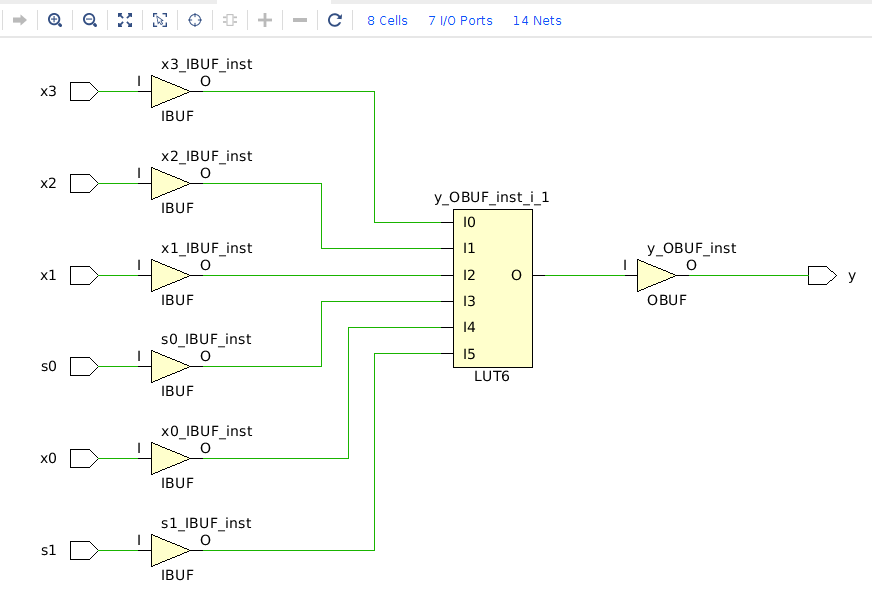 8 Cells 7 I/O Ports 14 Nets
x3_IBUF_inst
x3 I O
IBUF
x2_IBUF_inst
x2 I O
IBUF
y_OBUF_inst_i_1
I0
I1
I2
I3
I4
I5
O
LUT6
x1_IBUF_inst
x1 I O
IBUF
y_OBUF_inst
I O y
OBUF
s0_IBUF_inst
s0 I O
IBUF
x0_IBUF_inst
x0 I O
IBUF
s1_IBUF_inst
s1 I O
IBUF